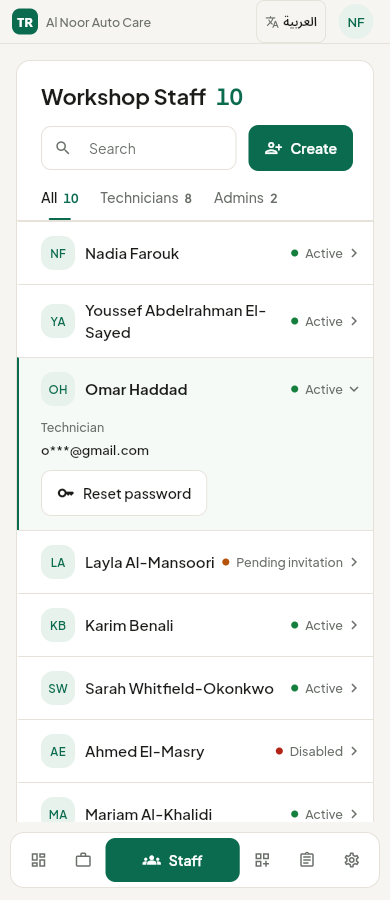 TR Al Noor Auto Care العربية NF
Workshop Staff 10
Search Create
All 10 Technicians 8 Admins 2
NF Nadia Farouk Active
YA Youssef Abdelrahman El-
Sayed Active
OH Omar Haddad Active
Technician
o***@gmail.com
Reset password
LA Layla Al-Mansoori Pending invitation
KB Karim Benali Active
SW Sarah Whitfield-Okonkwo Active
AE Ahmed El-Masry Disabled
MA Mariam Al-Khalidi Active
Staff